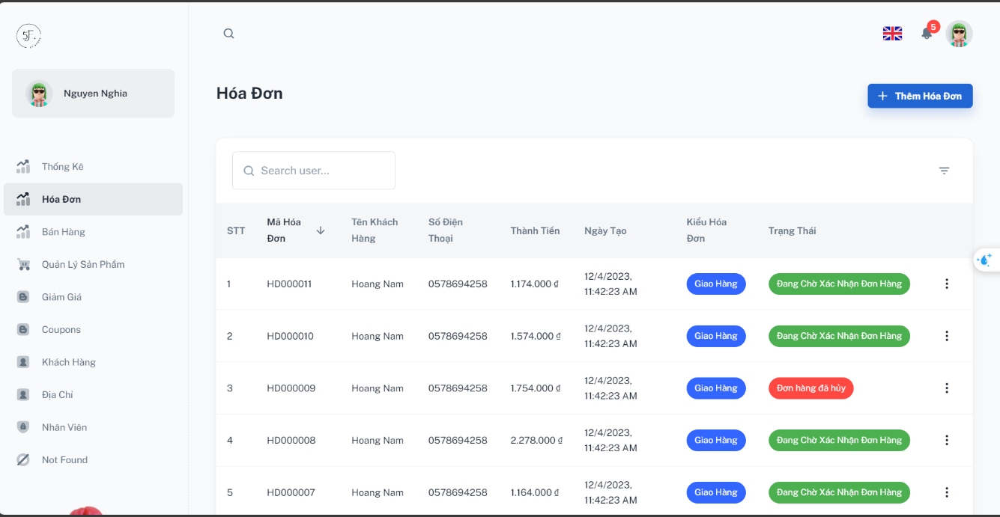 5F.
5
Nguyen Nghia
Hóa Đơn
Thêm Hóa Đơn
Thống Kê
Hóa Đơn
Bán Hàng
Quản Lý Sản Phẩm
Giảm Giá
Coupons
Khách Hàng
Địa Chỉ
Nhân Viên
Not Found
Search user...
STT
Mã Hóa
Đơn
Tên Khách
Hàng
Số Điện
Thoại
Thành Tiền
Ngày Tạo
Kiểu Hóa
Đơn
Trạng Thái
1
HD000011
Hoang Nam
0578694258
1.174.000 ₫
12/4/2023,
11:42:23 AM
Giao Hàng
Đang Chờ Xác Nhận Đơn Hàng
2
HD000010
Hoang Nam
0578694258
1.574.000 ₫
12/4/2023,
11:42:23 AM
Giao Hàng
Đang Chờ Xác Nhận Đơn Hàng
3
HD000009
Hoang Nam
0578694258
1.754.000 ₫
12/4/2023,
11:42:23 AM
Giao Hàng
Đơn hàng đã hủy
4
HD000008
Hoang Nam
0578694258
2.278.000 ₫
12/4/2023,
11:42:23 AM
Giao Hàng
Đang Chờ Xác Nhận Đơn Hàng
5
HD000007
Hoang Nam
0578694258
1.164.000 ₫
12/4/2023,
11:42:23 AM
Giao Hàng
Đang Chờ Xác Nhận Đơn Hàng